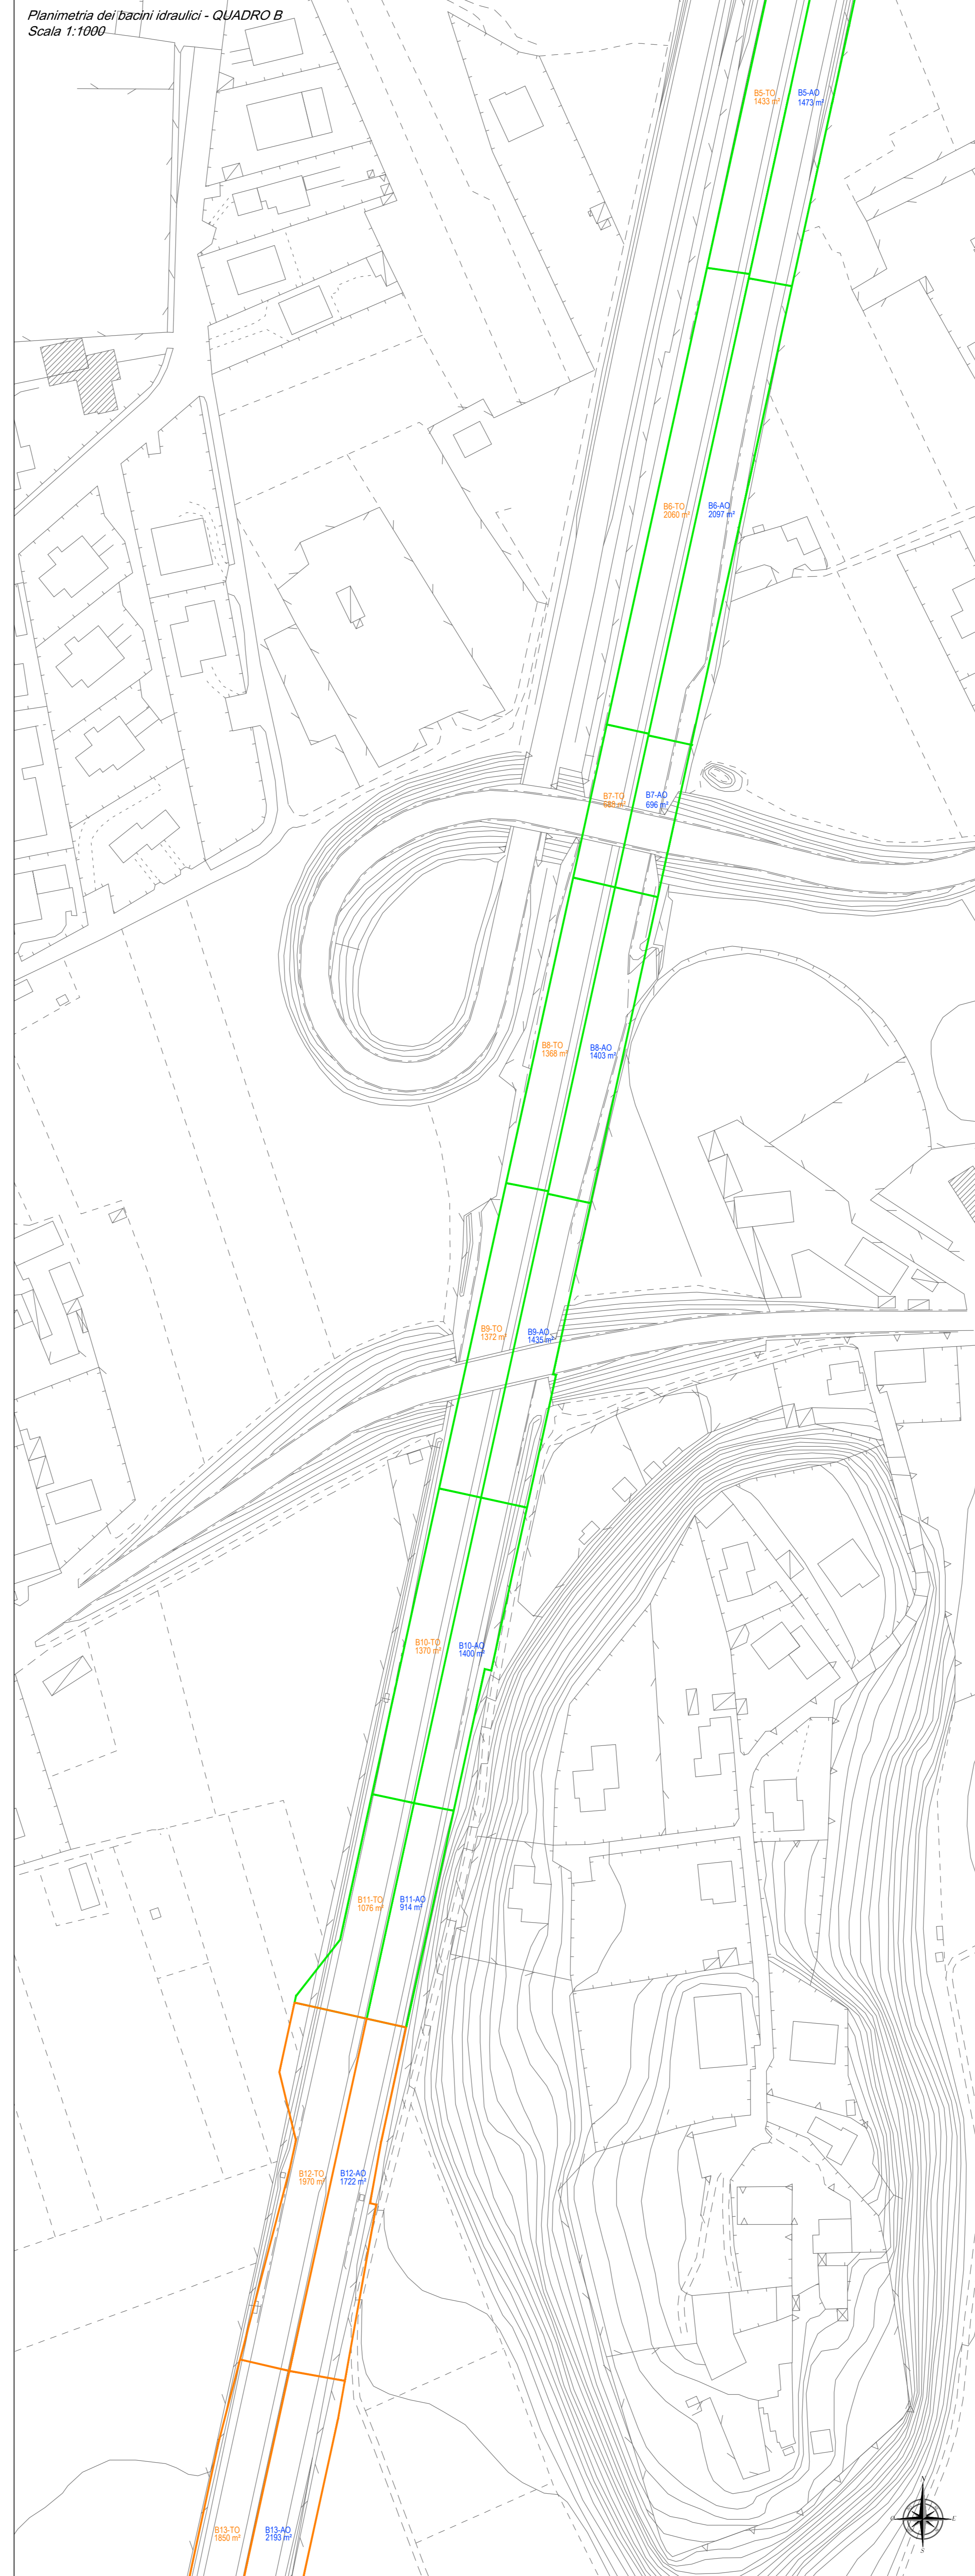 Planimetria dei bacini idraulici - QUADRO B
Scala 1:1000
B5-TO
1433 m²
B5-AO
1473 m²
B6-TO
2060 m²
B6-AO
2097 m²
B7-TO
688 m²
B7-AO
696 m²
B8-TO
1368 m²
B8-AO
1403 m²
B9-TO
1372 m²
B9-AO
1435 m²
B10-TO
1370 m²
B10-AO
1400 m²
B11-TO
1076 m²
B11-AO
914 m²
B12-TO
1970 m²
B12-AO
1722 m²
B13-TO
1850 m²
B13-AO
2193 m²
N
O
E
S